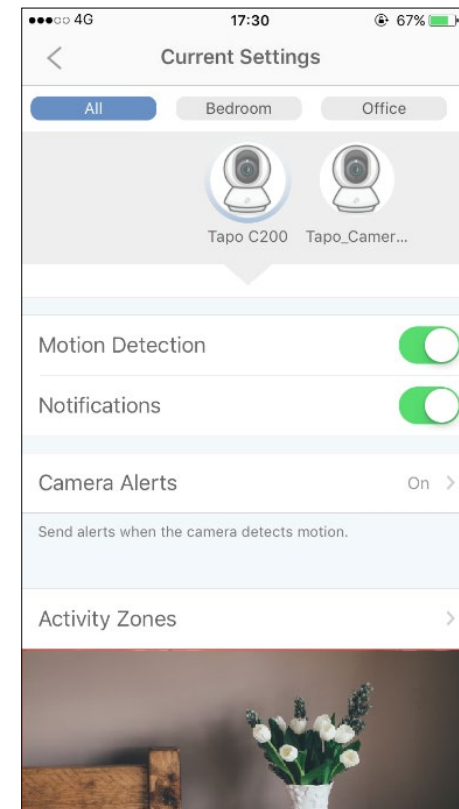 4G 17:30 67%
Current Settings
All Bedroom Office
Tapo C200 Tapo_Camer...
Motion Detection
Notifications
Camera Alerts On
Send alerts when the camera detects motion.
Activity Zones